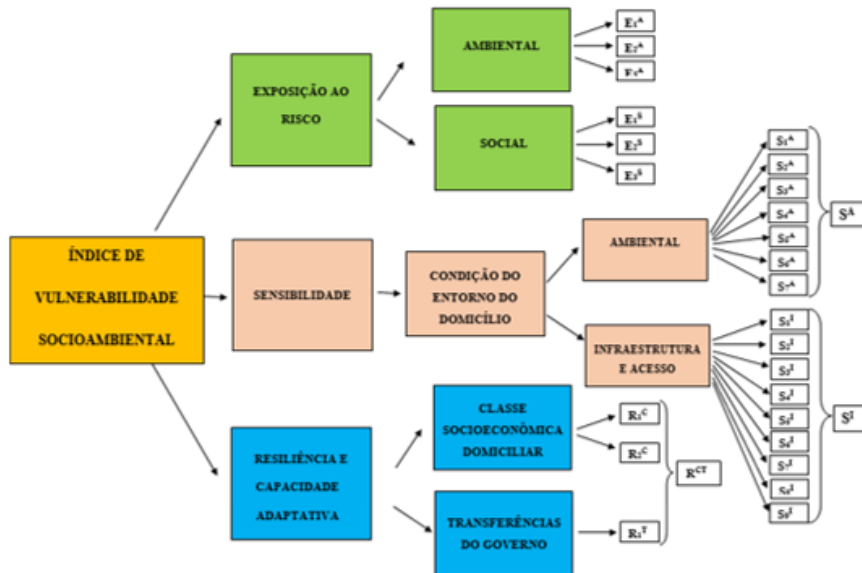 ÍNDICE DE
VULNERABILIDADE
SOCIOAMBIENTAL
EXPOSIÇÃO AO
RISCO
AMBIENTAL
E₁ᴬ
E₂ᴬ
E₃ᴬ
SOCIAL
E₁ˢ
E₂ˢ
E₃ˢ
SENSIBILIDADE
CONDIÇÃO DO
ENTORNO DO
DOMICÍLIO
AMBIENTAL
S₁ᴬ
S₂ᴬ
S₃ᴬ
S₄ᴬ
S₅ᴬ
S₆ᴬ
S₇ᴬ
Sᴬ
INFRAESTRUTURA
E ACESSO
S₁ᴵ
S₂ᴵ
S₃ᴵ
S₄ᴵ
S₅ᴵ
S₆ᴵ
S₇ᴵ
S₈ᴵ
S₉ᴵ
Sᴵ
RESILIÊNCIA E
CAPACIDADE
ADAPTATIVA
CLASSE
SOCIOECONÔMICA
DOMICILIAR
R₁ᶜ
R₂ᶜ
TRANSFERÊNCIAS
DO GOVERNO
R₁ᵀ
Rᶜᵀ